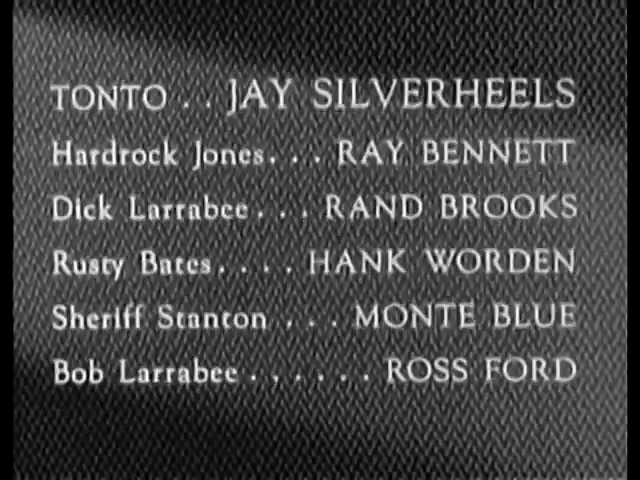 TONTO . . JAY SILVERHEELS
Hardrock Jones. . . RAY BENNETT
Dick Larrabee . . . RAND BROOKS
Rusty Bates. . . . HANK WORDEN
Sheriff Stanton . . . MONTE BLUE
Bob Larrabee . . . . . . ROSS FORD